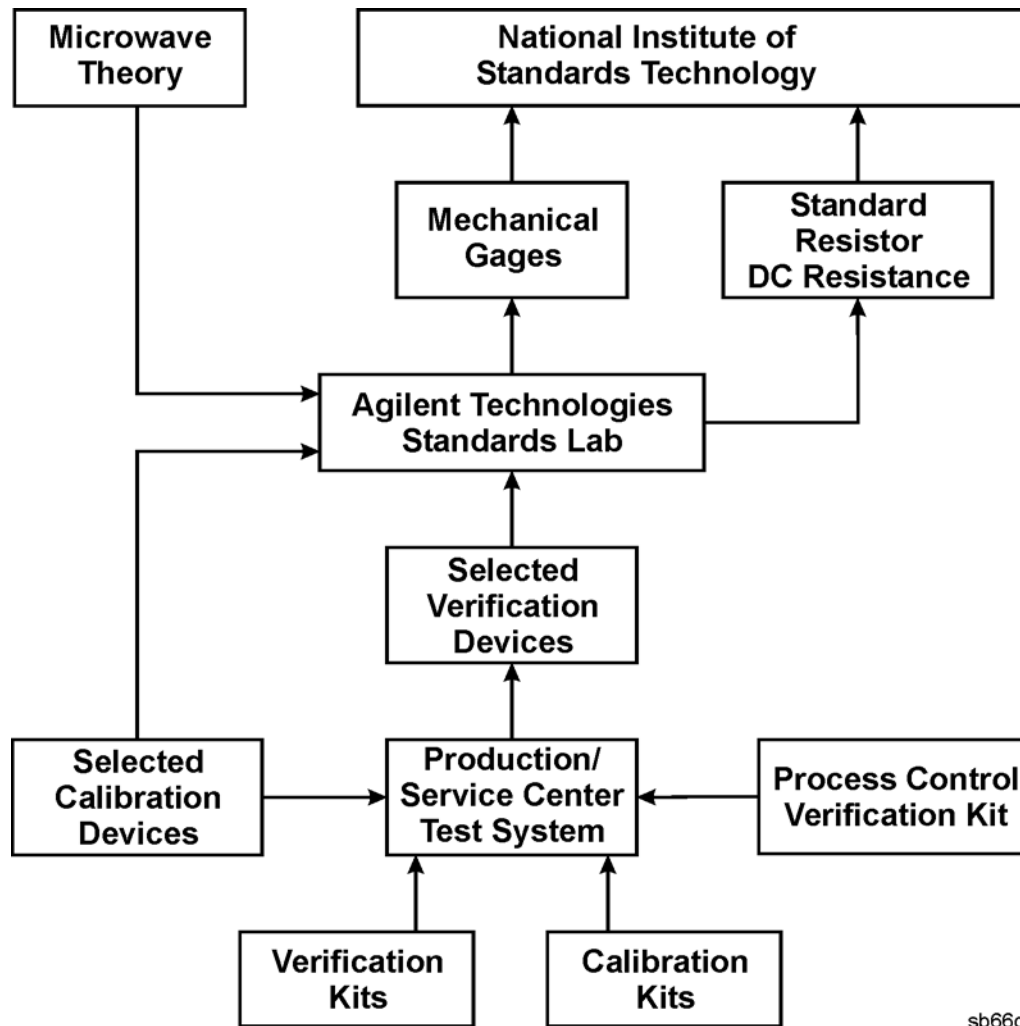 Microwave
Theory
National Institute of
Standards Technology
Mechanical
Gages
Standard
Resistor
DC Resistance
Agilent Technologies
Standards Lab
Selected
Verification
Devices
Selected
Calibration
Devices
Production/
Service Center
Test System
Process Control
Verification Kit
Verification
Kits
Calibration
Kits